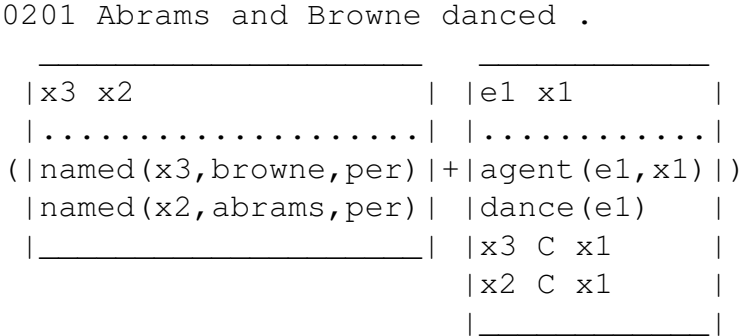 0201 Abrams and Browne danced .
  ____________________   ____________
 |x3 x2               | |e1 x1       |
 |....................| |............|
(|named(x3,browne,per)|+|agent(e1,x1)|)
 |named(x2,abrams,per)| |dance(e1)   |
 |____________________| |x3 C x1     |
                        |x2 C x1     |
                        |____________|